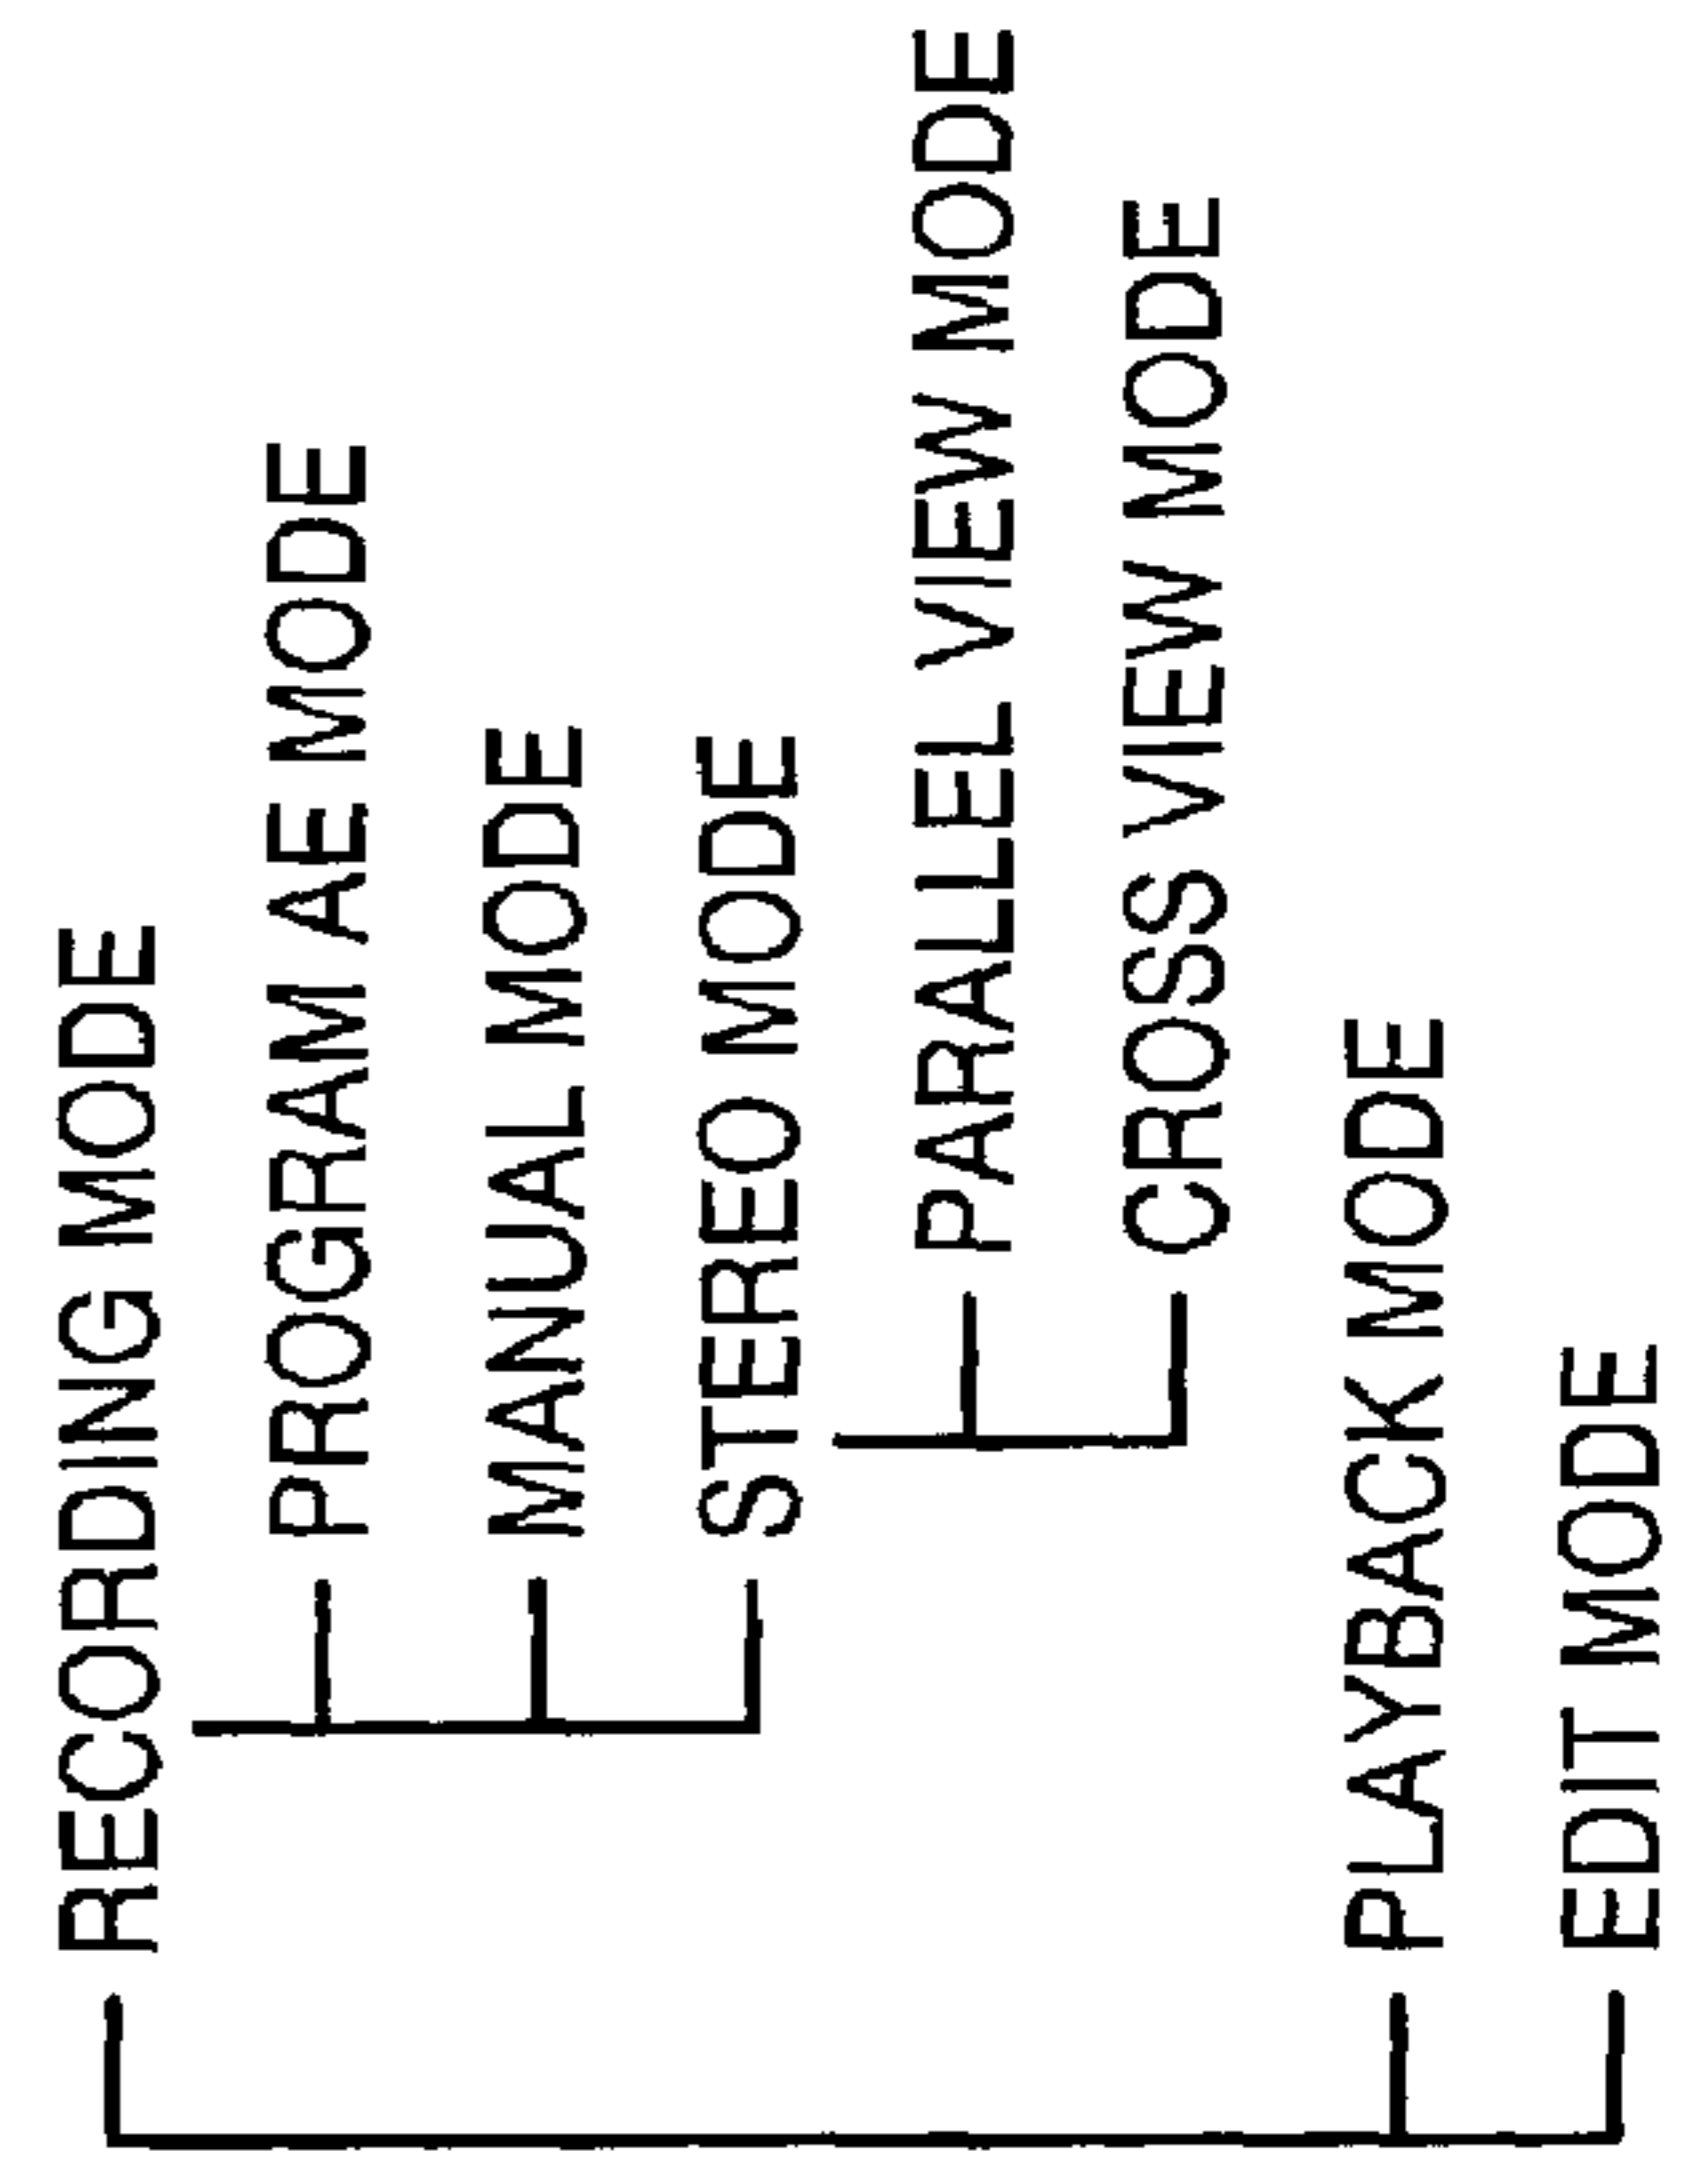 RECORDING MODE
PROGRAM AE MODE
MANUAL MODE
STEREO MODE
PARALLEL VIEW MODE
CROSS VIEW MODE
PLAYBACK MODE
EDIT MODE